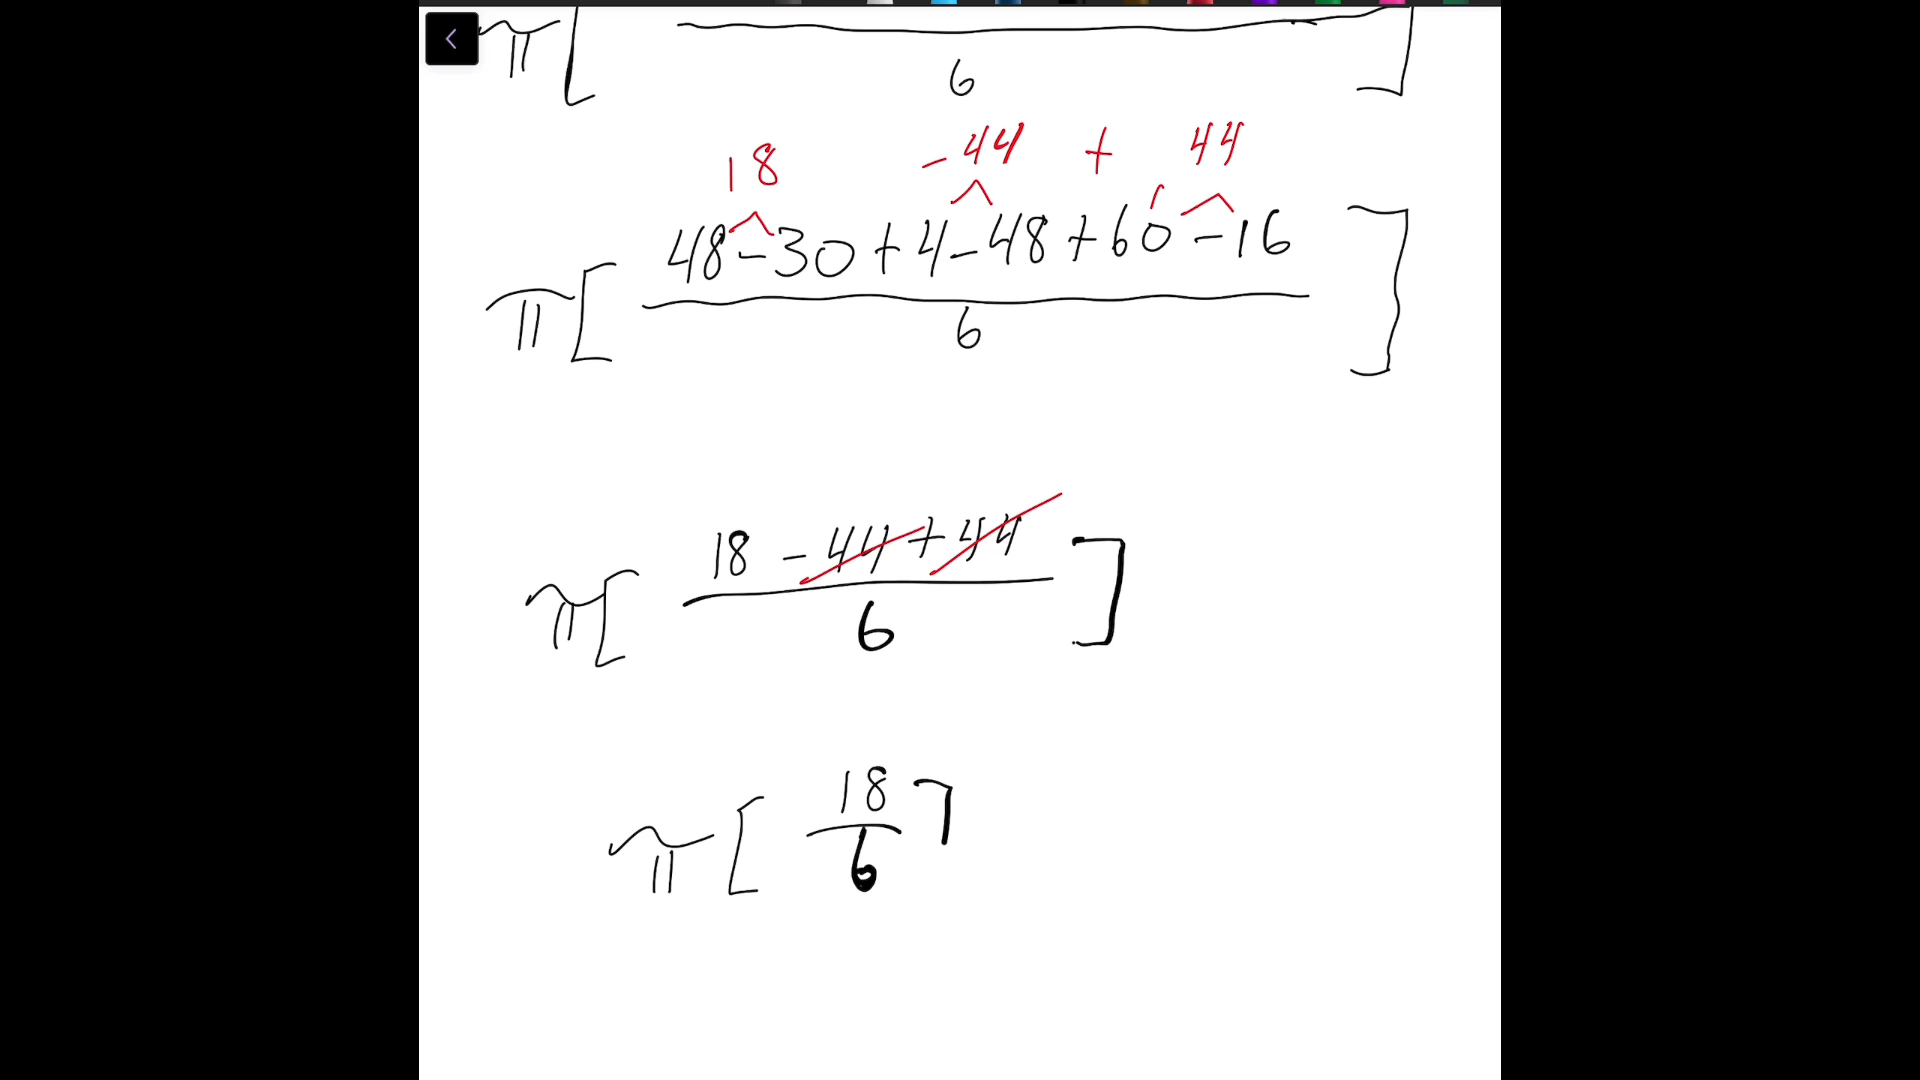 π[ 6 ]
18 -44 + 44
π[ 48-30+4-48+60-16 / 6 ]
π[ 18 -44+44 / 6 ]
π[ 18 / 6 ]